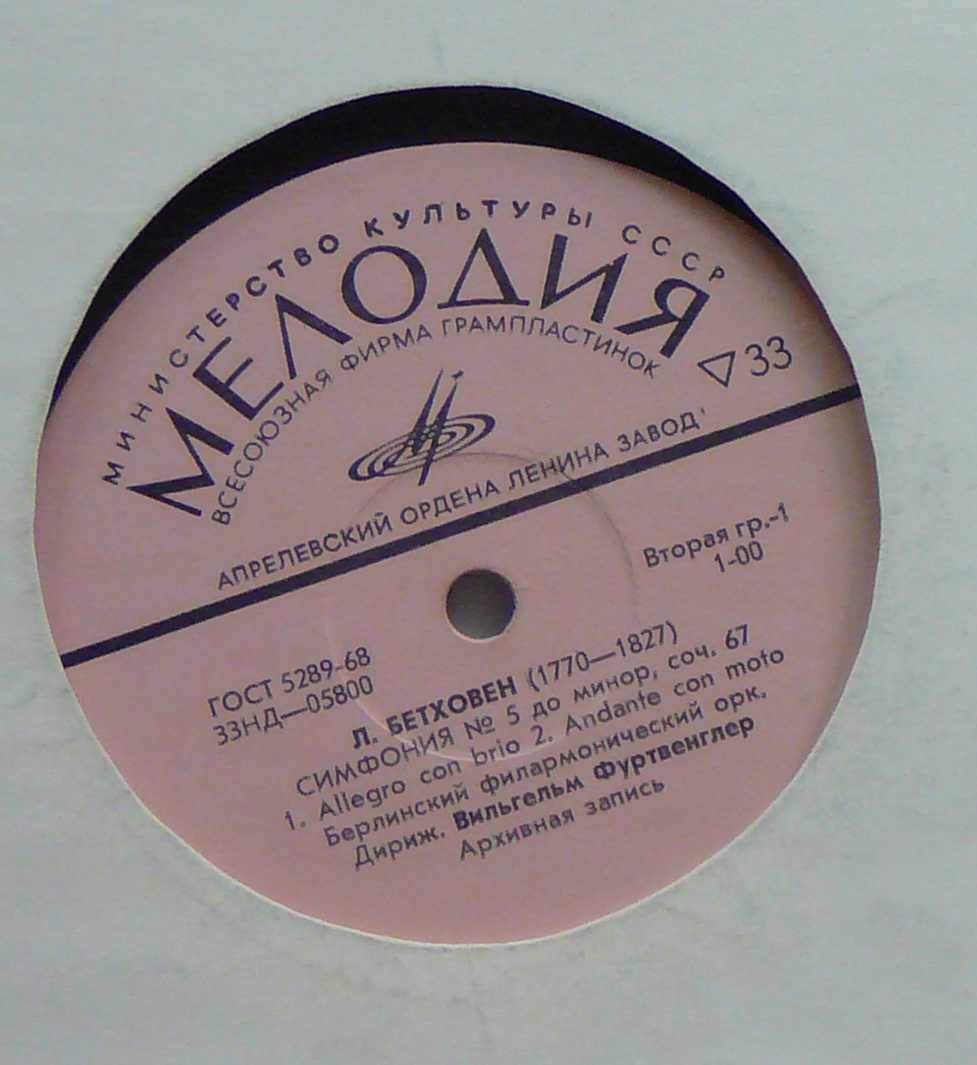 МИНИСТЕРСТВО КУЛЬТУРЫ СССР
МЕЛОДИЯ
ВСЕСОЮЗНАЯ ФИРМА ГРАМПЛАСТИНОК
▽33
АПРЕЛЕВСКИЙ ОРДЕНА ЛЕНИНА ЗАВОД
Вторая гр.-1
1-00
ГОСТ 5289-68
33НД—05800
Л. БЕТХОВЕН (1770—1827)
СИМФОНИЯ № 5 до минор, соч. 67
1. Allegro con brio 2. Andante con moto
Берлинский филармонический орк.
Дириж. Вильгельм Фуртвенглер
Архивная запись